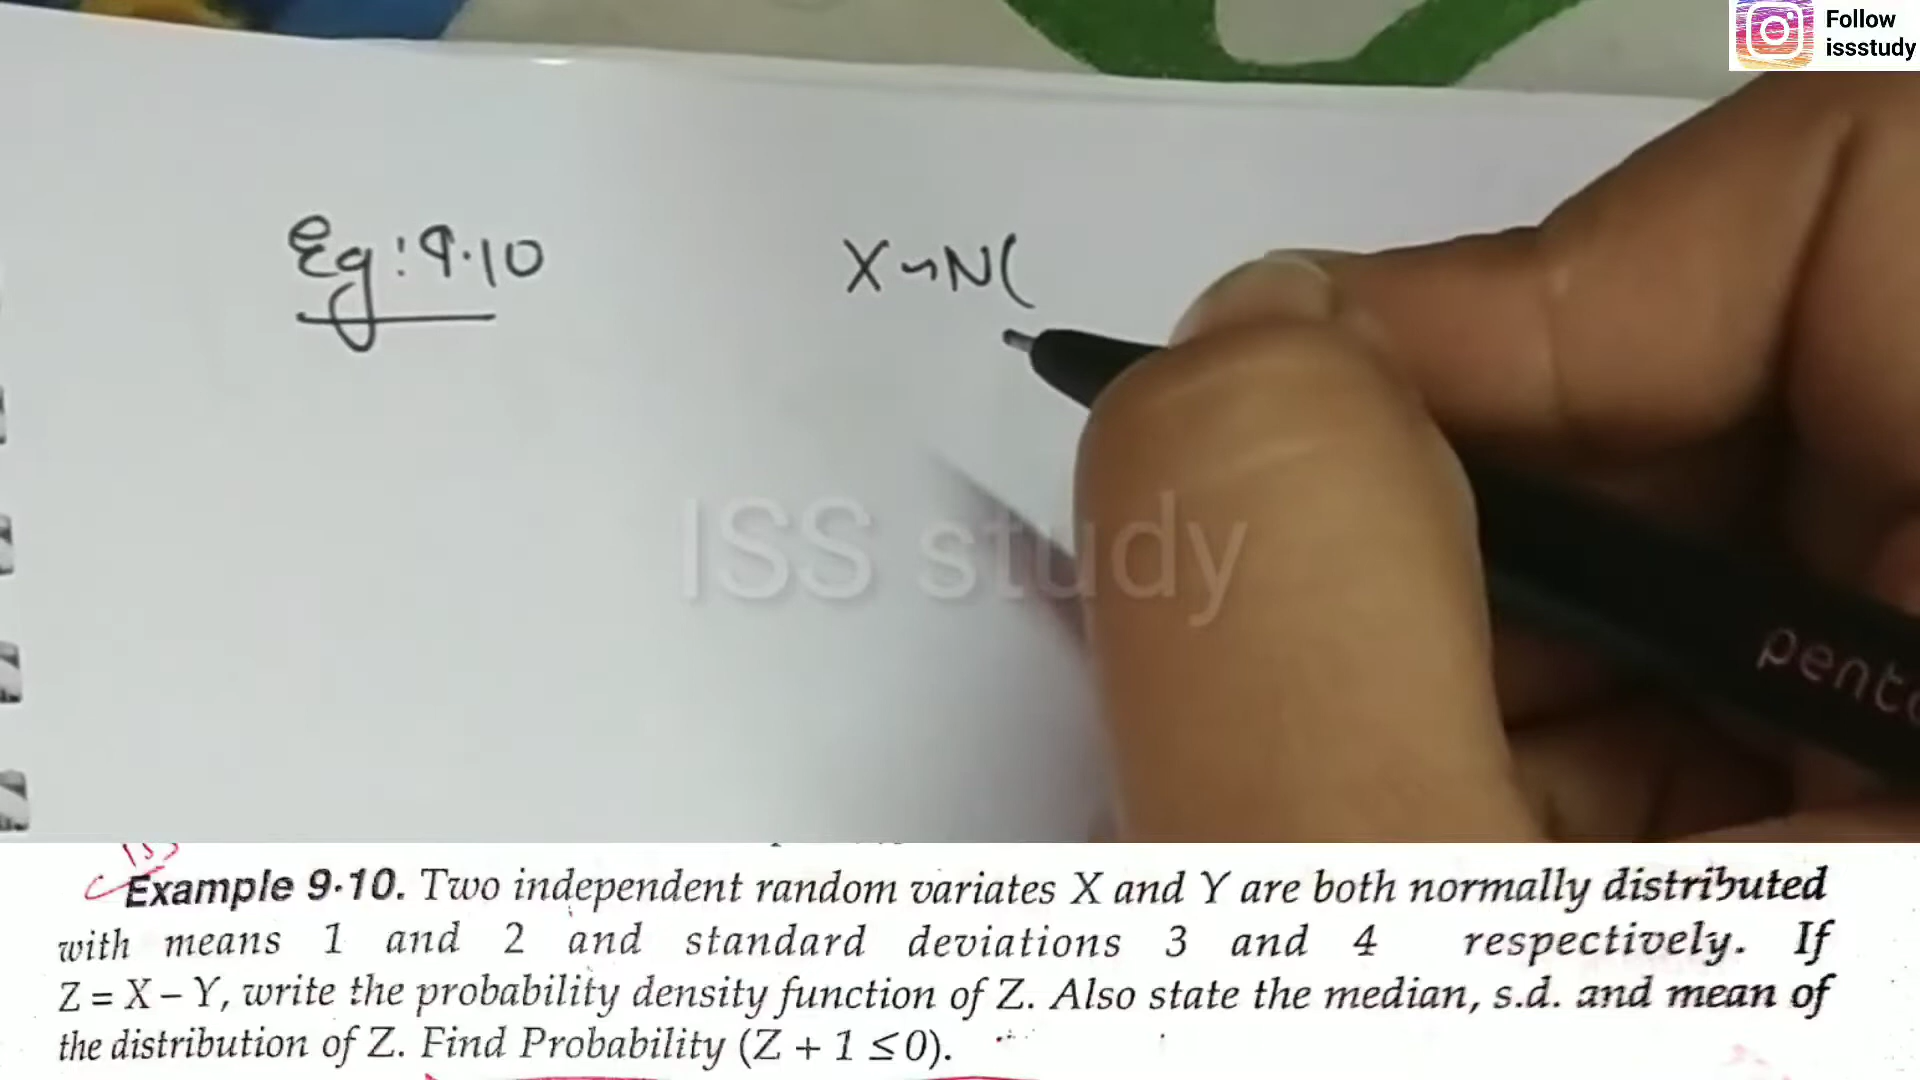 Follow
issstudy
Eg: 9.10
X ~ N(
ISS study
Example 9·10. Two independent random variates X and Y are both normally distributed
with means 1 and 2 and standard deviations 3 and 4 respectively. If
Z = X – Y, write the probability density function of Z. Also state the median, s.d. and mean of
the distribution of Z. Find Probability (Z + 1 ≤ 0).